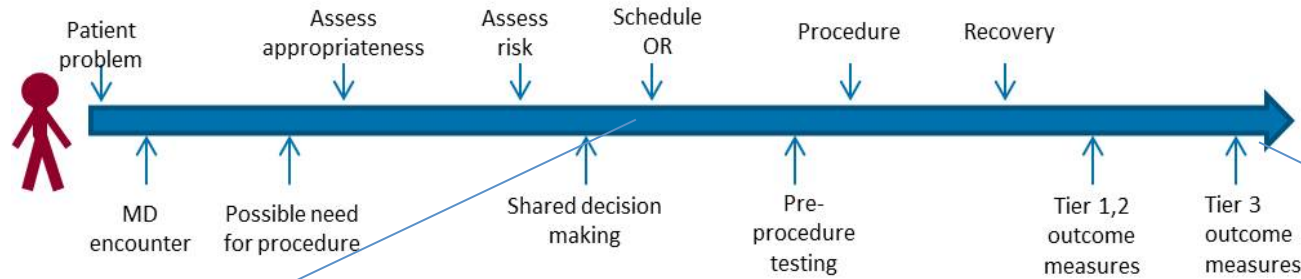 Patient
problem
Assess
appropriateness
Assess
risk
Schedule
OR
Procedure
Recovery
MD
encounter
Possible need
for procedure
Shared decision
making
Pre-
procedure
testing
Tier 1,2
outcome
measures
Tier 3
outcome
measures